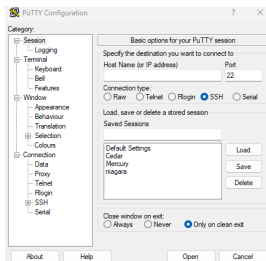 PuTTY Configuration
?
Category:
Session
Logging
Terminal
Keyboard
Bell
Features
Window
Appearance
Behaviour
Translation
Selection
Colours
Connection
Data
Proxy
Telnet
Rlogin
SSH
Serial
Basic options for your PuTTY session
Specify the destination you want to connect to
Host Name (or IP address) Port
22
Connection type:
Raw Telnet Rlogin SSH Serial
Load, save or delete a stored session
Saved Sessions
Default Settings
Cedar
Mercury
niagara
Load
Save
Delete
Close window on exit:
Always Never Only on clean exit
About Help Open Cancel